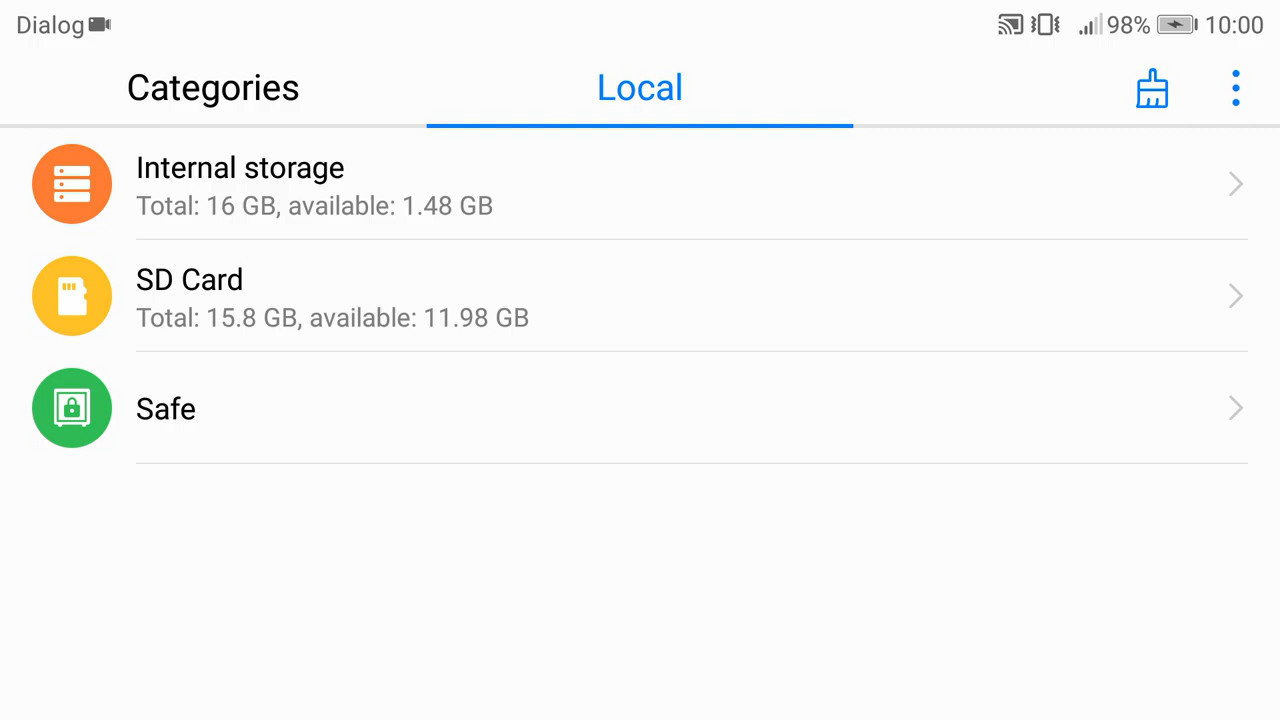 Dialog 98% 10:00
Categories Local
Internal storage
Total: 16 GB, available: 1.48 GB
SD Card
Total: 15.8 GB, available: 11.98 GB
Safe